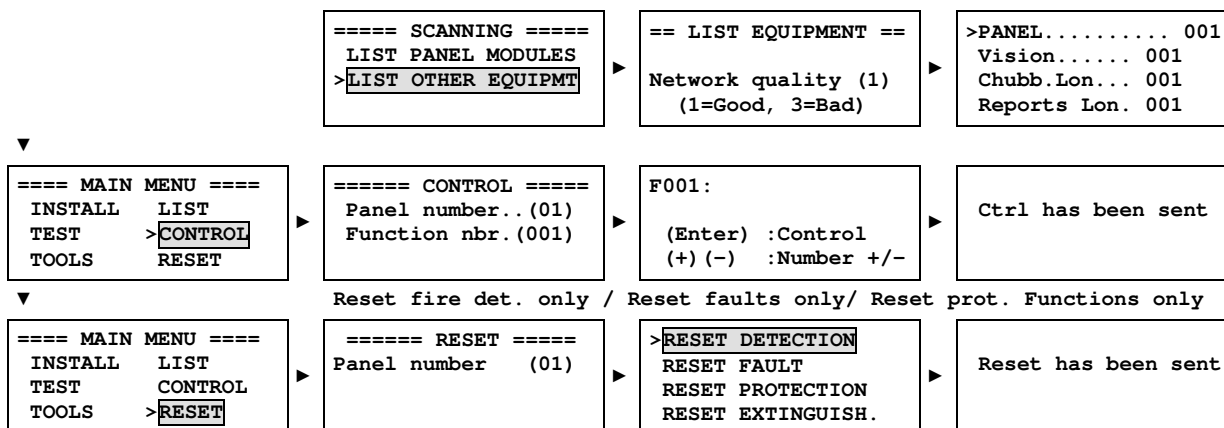 ===== SCANNING =====
LIST PANEL MODULES
>LIST OTHER EQUIPMT
►
== LIST EQUIPMENT ==
Network quality (1)
(1=Good, 3=Bad)
►
>PANEL.......... 001
Vision...... 001
Chubb.Lon... 001
Reports Lon. 001
▼
==== MAIN MENU ====
INSTALL LIST
TEST >CONTROL
TOOLS RESET
►
====== CONTROL =====
Panel number..(01)
Function nbr.(001)
►
F001:
(Enter) :Control
(+)(-) :Number +/-
►
Ctrl has been sent
▼
Reset fire det. only / Reset faults only/ Reset prot. Functions only
==== MAIN MENU ====
INSTALL LIST
TEST CONTROL
TOOLS >RESET
►
====== RESET =====
Panel number (01)
►
>RESET DETECTION
RESET FAULT
RESET PROTECTION
RESET EXTINGUISH.
►
Reset has been sent